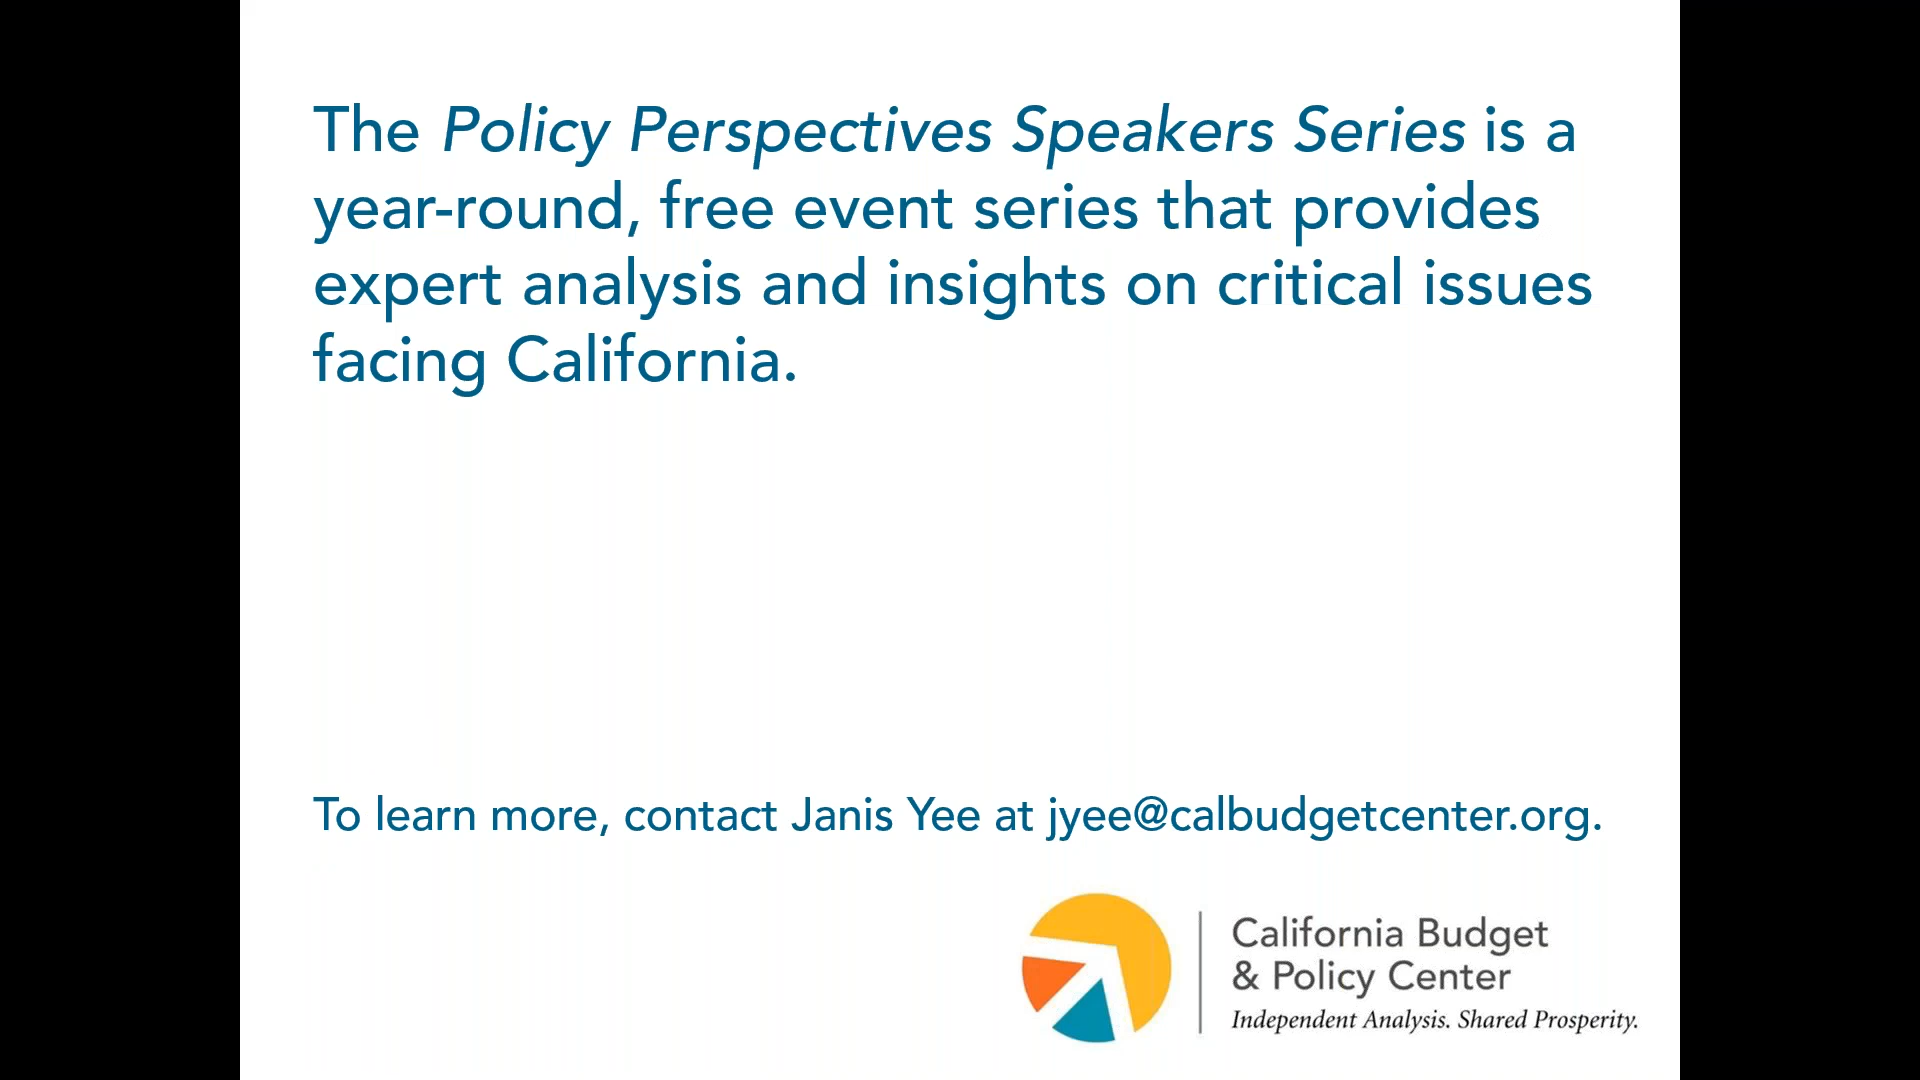 The Policy Perspectives Speakers Series is a
year-round, free event series that provides
expert analysis and insights on critical issues
facing California.
To learn more, contact Janis Yee at jyee@calbudgetcenter.org.
California Budget
& Policy Center
Independent Analysis. Shared Prosperity.